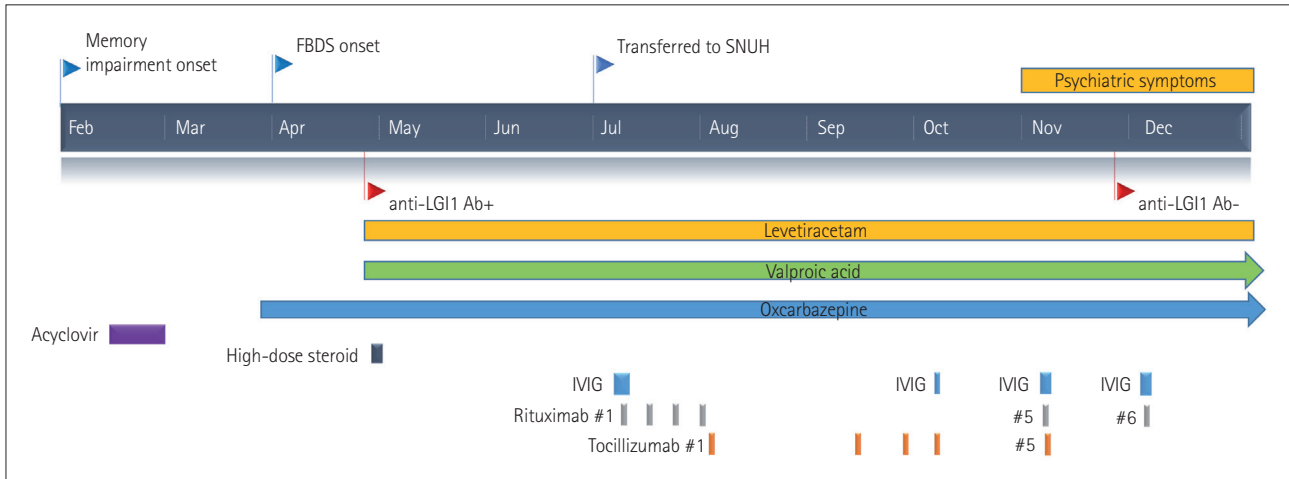 Memory
impairment onset
FBDS onset
Transferred to SNUH
Psychiatric symptoms
Feb Mar Apr May Jun Jul Aug Sep Oct Nov Dec
anti-LGI1 Ab+
anti-LGI1 Ab-
Levetiracetam
Valproic acid
Oxcarbazepine
Acyclovir
High-dose steroid
IVIG IVIG IVIG IVIG
Rituximab #1 #5 #6
Tocillizumab #1 #5